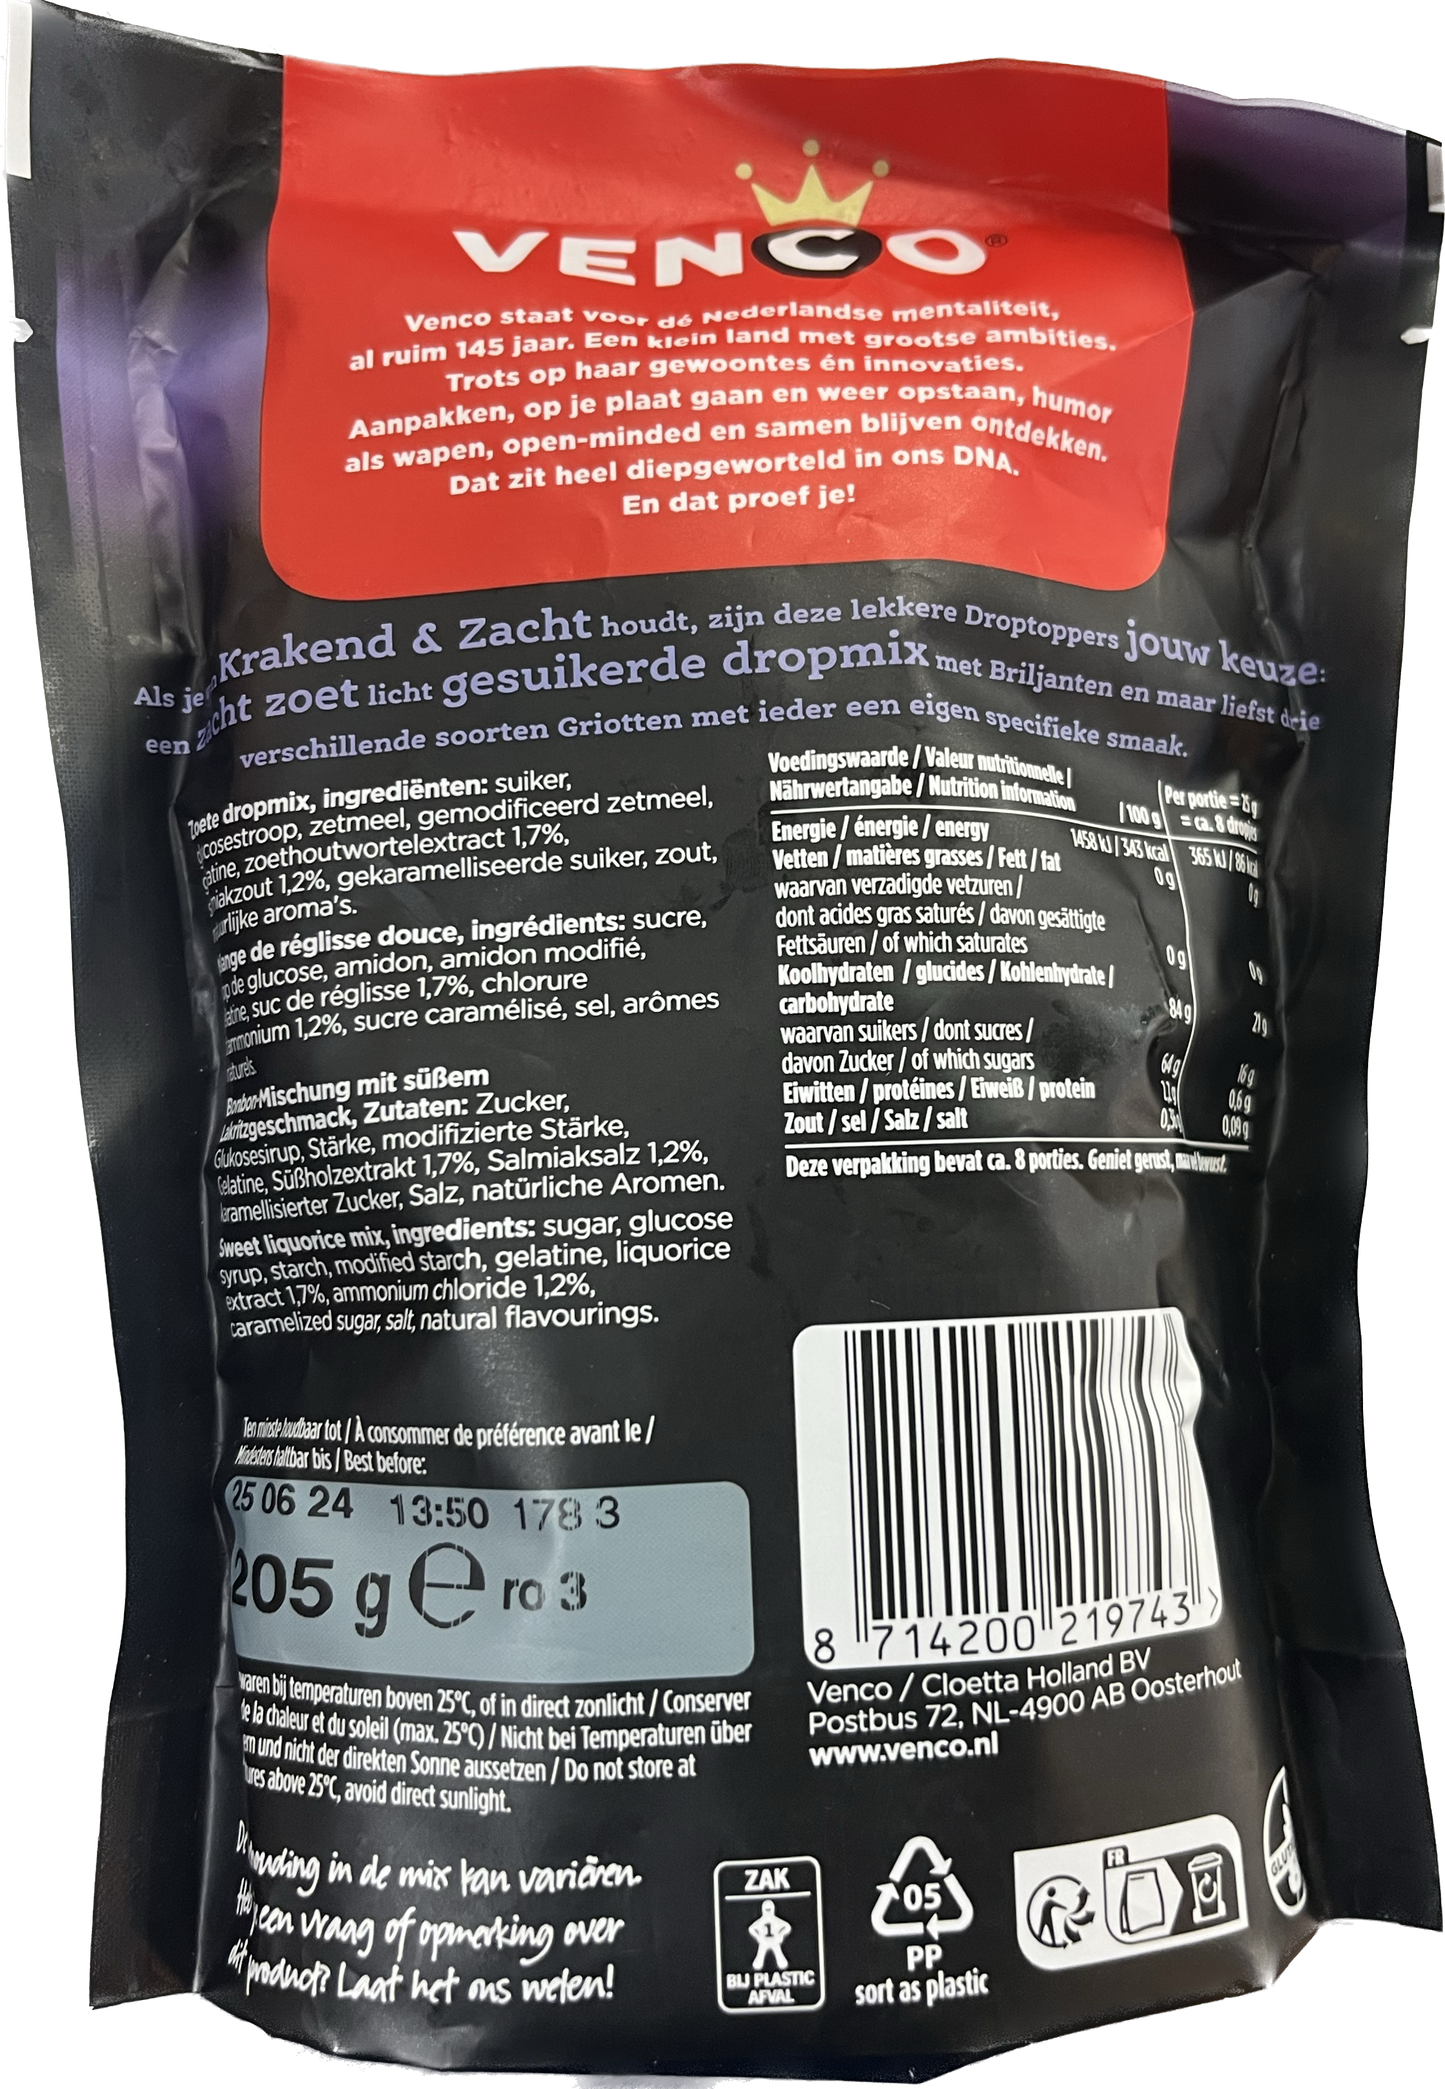 VENCO®
Venco staat voor dé Nederlandse mentaliteit,
al ruim 145 jaar. Een klein land met grootse ambities.
Trots op haar gewoontes én innovaties.
Aanpakken, op je plaat gaan en weer opstaan, humor
als wapen, open-minded en samen blijven ontdekken.
Dat zit heel diepgeworteld in ons DNA.
En dat proef je!
Als je Krakend & Zacht houdt, zijn deze lekkere Droptoppers jouw keuze:
een zacht zoet licht gesuikerde dropmix met Briljanten en maar liefst drie
verschillende soorten Griotten met ieder een eigen specifieke smaak.
Zoete dropmix, ingrediënten: suiker,
zetmeel, gemodificeerd zetmeel,
zoethoutwortelextract 1,7%,
1,2%, gekaramelliseerde suiker, zout,
aroma's.
de réglisse douce, ingrédients: sucre,
de glucose, amidon, amidon modifié,
suc de réglisse 1,7%, chlorure
1,2%, sucre caramélisé, sel, arômes
Bonbon-Mischung mit süßem
Lakritzgeschmack, Zutaten: Zucker,
Glukosesirup, Stärke, modifizierte Stärke,
Gelatine, Süßholzextrakt 1,7%, Salmiaksalz 1,2%,
karamellisierter Zucker, Salz, natürliche Aromen.
Sweet liquorice mix, ingredients: sugar, glucose
syrup, starch, modified starch, gelatine, liquorice
extract 1,7%, ammonium chloride 1,2%,
caramelized sugar, salt, natural flavourings.
Voedingswaarde / Valeur nutritionnelle /
Nährwertangabe / Nutrition information | 100 g | Per portie = 25 g
= ca. 8 dropjes
Energie / énergie / energy 1458 kJ / 343 kcal 365 kJ / 86 kcal
Vetten / matières grasses / Fett / fat 0 g 0 g
waarvan verzadigde vetzuren /
dont acides gras saturés / davon gesättigte
Fettsäuren / of which saturates 0 g 0 g
Koolhydraten / glucides / Kohlenhydrate /
carbohydrate 84 g 21 g
waarvan suikers / dont sucres /
davon Zucker / of which sugars 64 g 16 g
Eiwitten / protéines / Eiweiß / protein 0,6 g
Zout / sel / Salz / salt 0,09 g
Deze verpakking bevat ca. 8 porties. Geniet gerust,
Ten minste houdbaar tot / À consommer de préférence avant le /
Mindestens haltbar bis / Best before:
25 06 24 13:50 178 3
205 g e ro 3
bij temperaturen boven 25°C, of in direct zonlicht / Conserver
de la chaleur et du soleil (max. 25°C) / Nicht bei Temperaturen über
und nicht der direkten Sonne aussetzen / Do not store at
above 25°C, avoid direct sunlight.
8 714200 219743 >
Venco / Cloetta Holland BV
Postbus 72, NL-4900 AB Oosterhout
www.venco.nl
in de mix kan variëren.
een vraag of opmerking over
dit product? Laat het ons weten!
ZAK
1
BIJ PLASTIC
AFVAL
05
PP
sort as plastic
FR